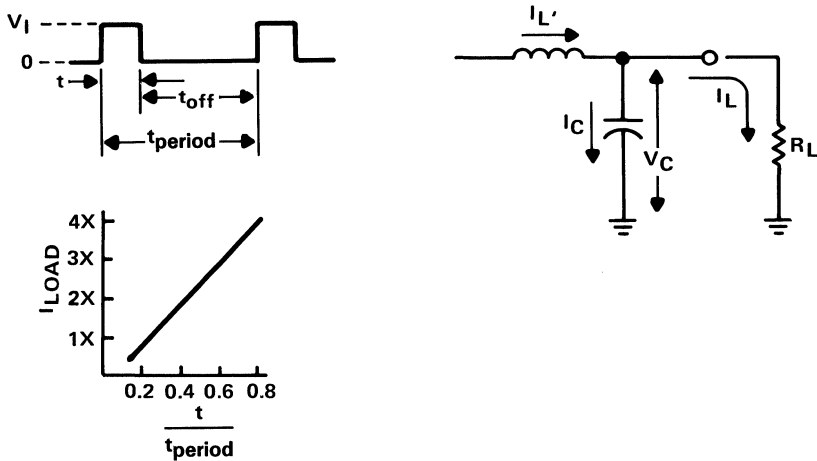 VI
0
t
toff
tperiod
ILOAD
4X
3X
2X
1X
0.2 0.4 0.6 0.8
t
tperiod
IL'
IC
VC
IL
RL